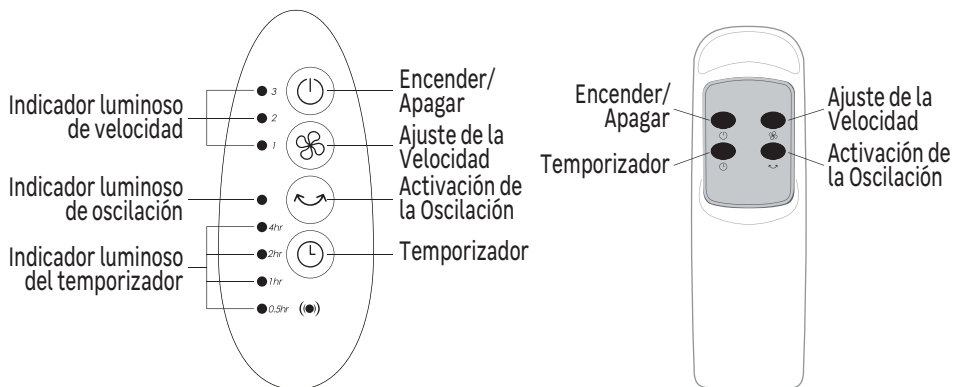 Indicador luminoso
de velocidad
Indicador luminoso
de oscilación
Indicador luminoso
del temporizador
3
2
1
4hr
2hr
1hr
0.5hr
Encender/
Apagar
Ajuste de la
Velocidad
Activación de
la Oscilación
Temporizador
Encender/
Apagar
Temporizador
Ajuste de la
Velocidad
Activación de
la Oscilación